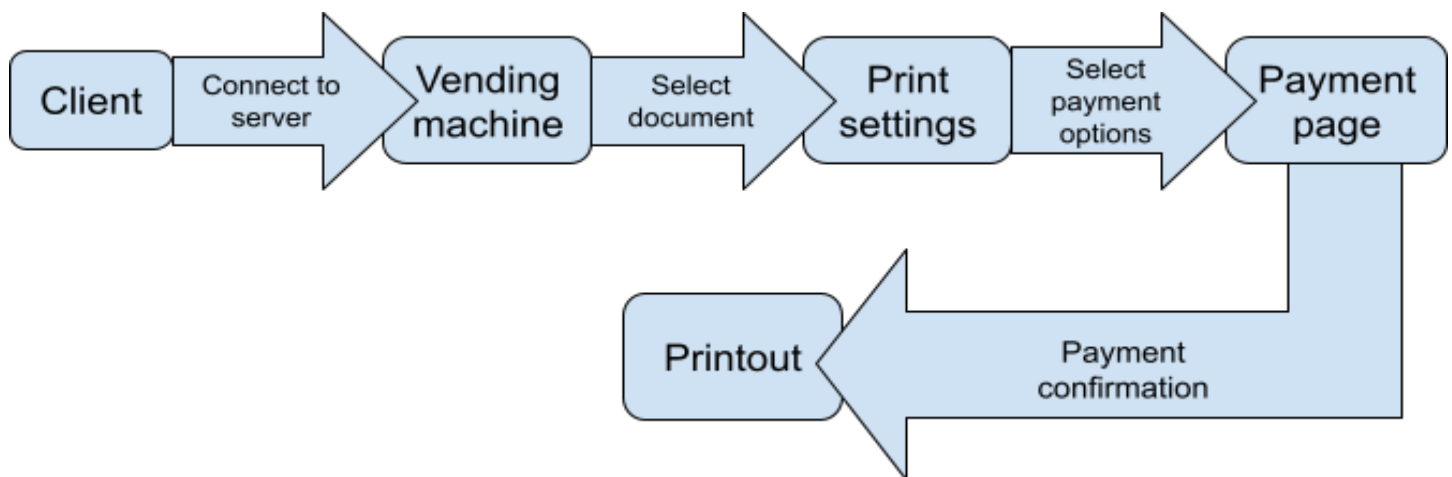 Client
Connect to
server
Vending
machine
Select
document
Print
settings
Select
payment
options
Payment
page
Payment
confirmation
Printout